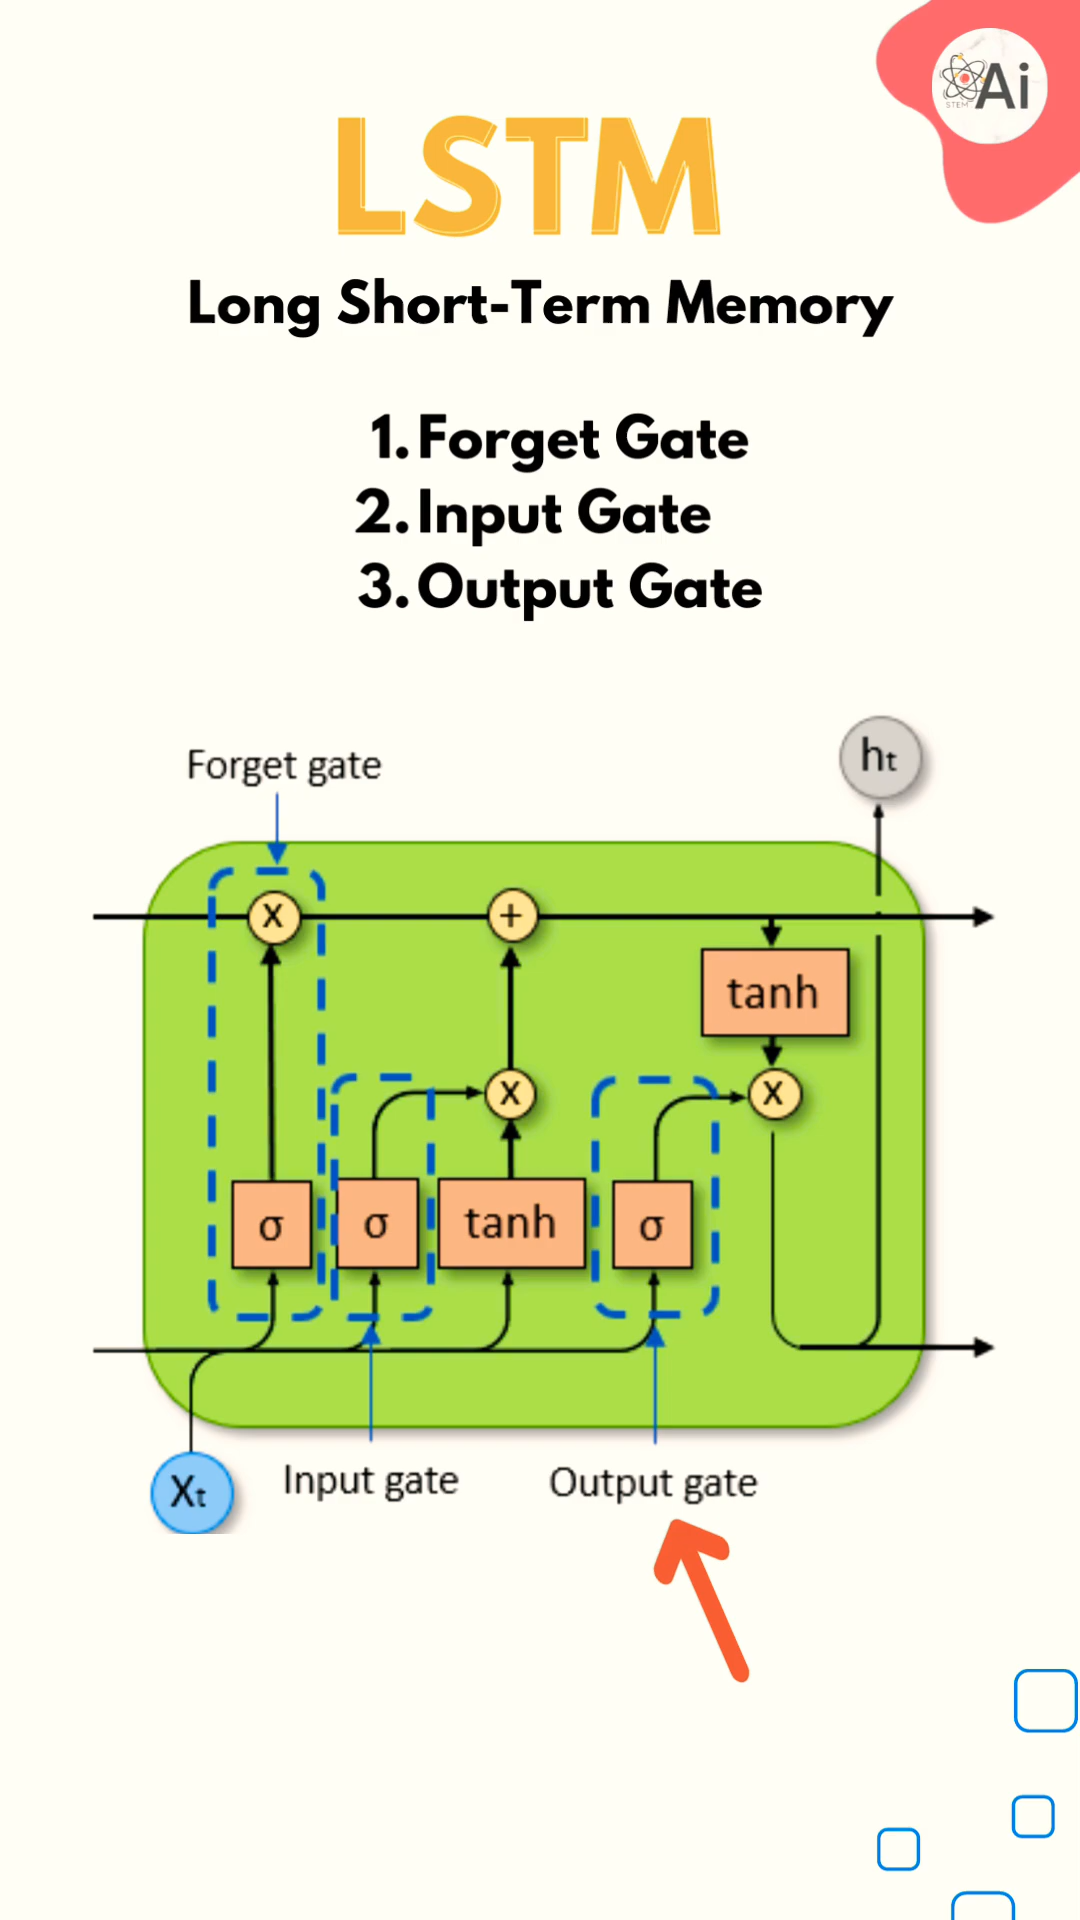 Ai
STEM
LSTM
Long Short-Term Memory
1. Forget Gate
2. Input Gate
3. Output Gate
Forget gate
ht
X
+
tanh
X
X
σ
σ
tanh
σ
Input gate
Output gate
Xt